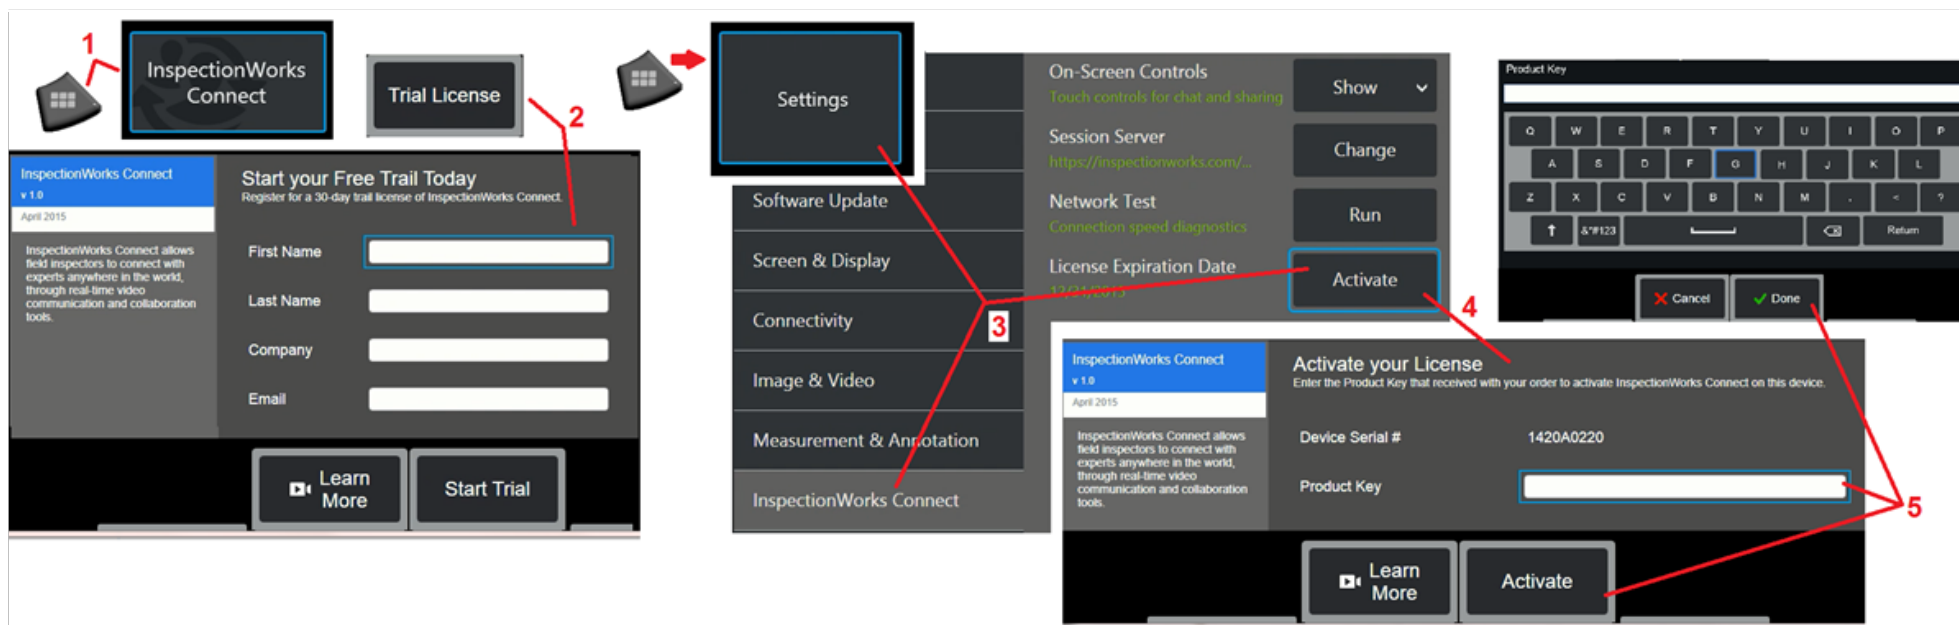 1
InspectionWorks
Connect
Trial License
2
InspectionWorks Connect
v 1.0
April 2015
InspectionWorks Connect allows
field inspectors to connect with
experts anywhere in the world,
through real-time video
communication and collaboration
tools.
Start your Free Trail Today
Register for a 30-day trail license of InspectionWorks Connect.
First Name
Last Name
Company
Email
Learn
More
Start Trial
Settings
Software Update
Screen & Display
Connectivity
Image & Video
Measurement & Annotation
InspectionWorks Connect
On-Screen Controls
Touch controls for chat and sharing
Show
Session Server
https://inspectionworks.com/...
Change
Network Test
Connection speed diagnostics
Run
License Expiration Date
12/31/2015
Activate
3
4
Product Key
Q W E R T Y U I O P
A S D F G H J K L
Z X C V B N M . < ?
&*#123 Return
Cancel Done
InspectionWorks Connect
v 1.0
April 2015
InspectionWorks Connect allows
field inspectors to connect with
experts anywhere in the world,
through real-time video
communication and collaboration
tools.
Activate your License
Enter the Product Key that received with your order to activate InspectionWorks Connect on this device.
Device Serial # 1420A0220
Product Key
5
Learn
More
Activate